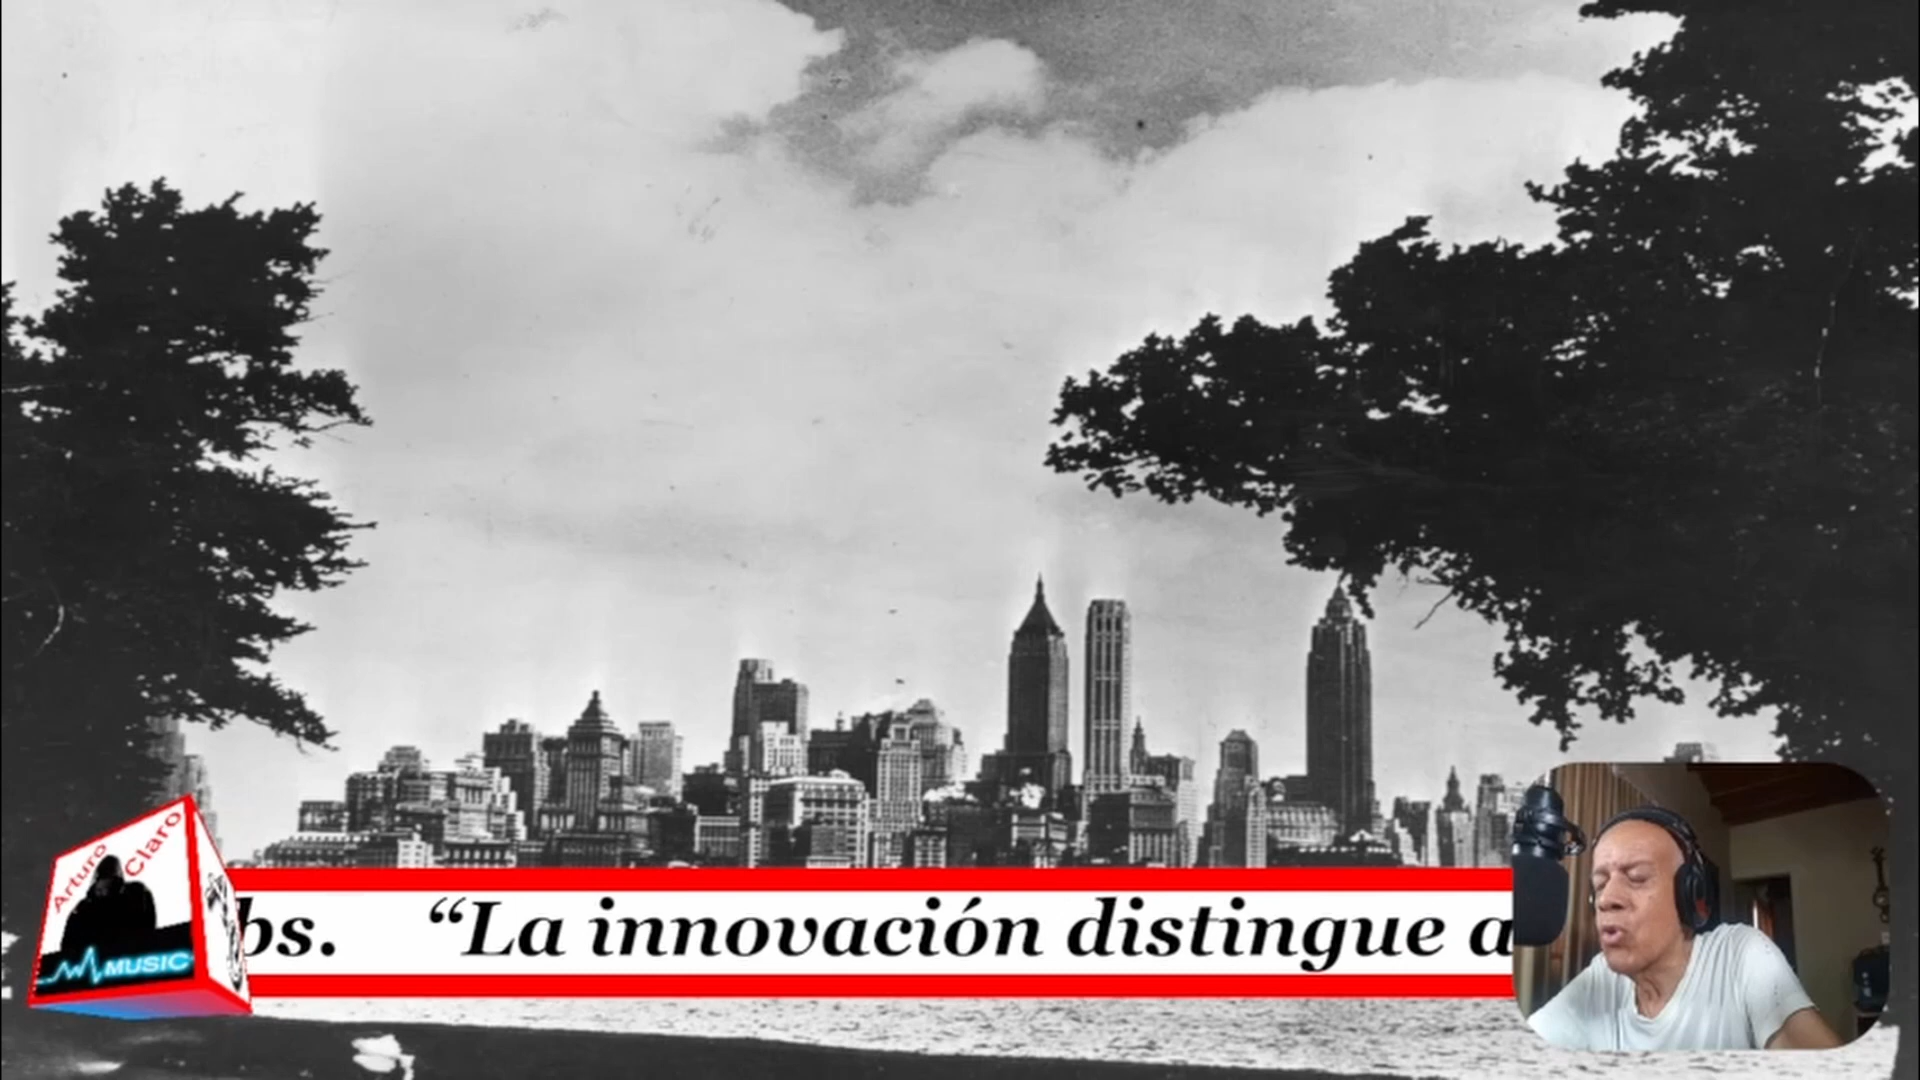 Arturo
Claro
MUSIC
bs. “La innovación distingue a